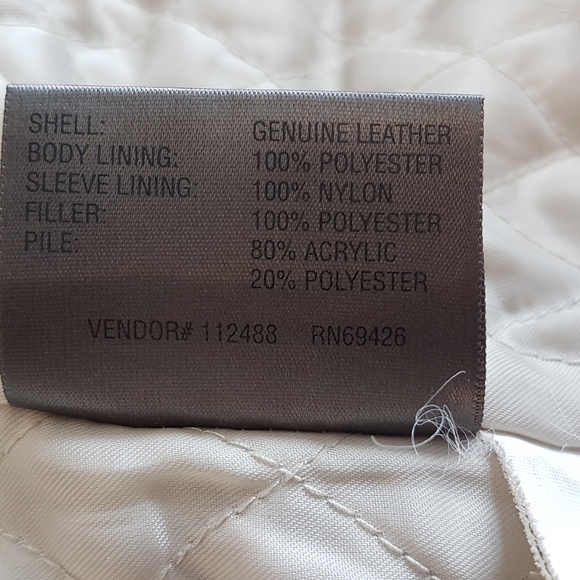 SHELL: GENUINE LEATHER
BODY LINING: 100% POLYESTER
SLEEVE LINING: 100% NYLON
FILLER: 100% POLYESTER
PILE: 80% ACRYLIC
20% POLYESTER
VENDOR# 112488 RN69426